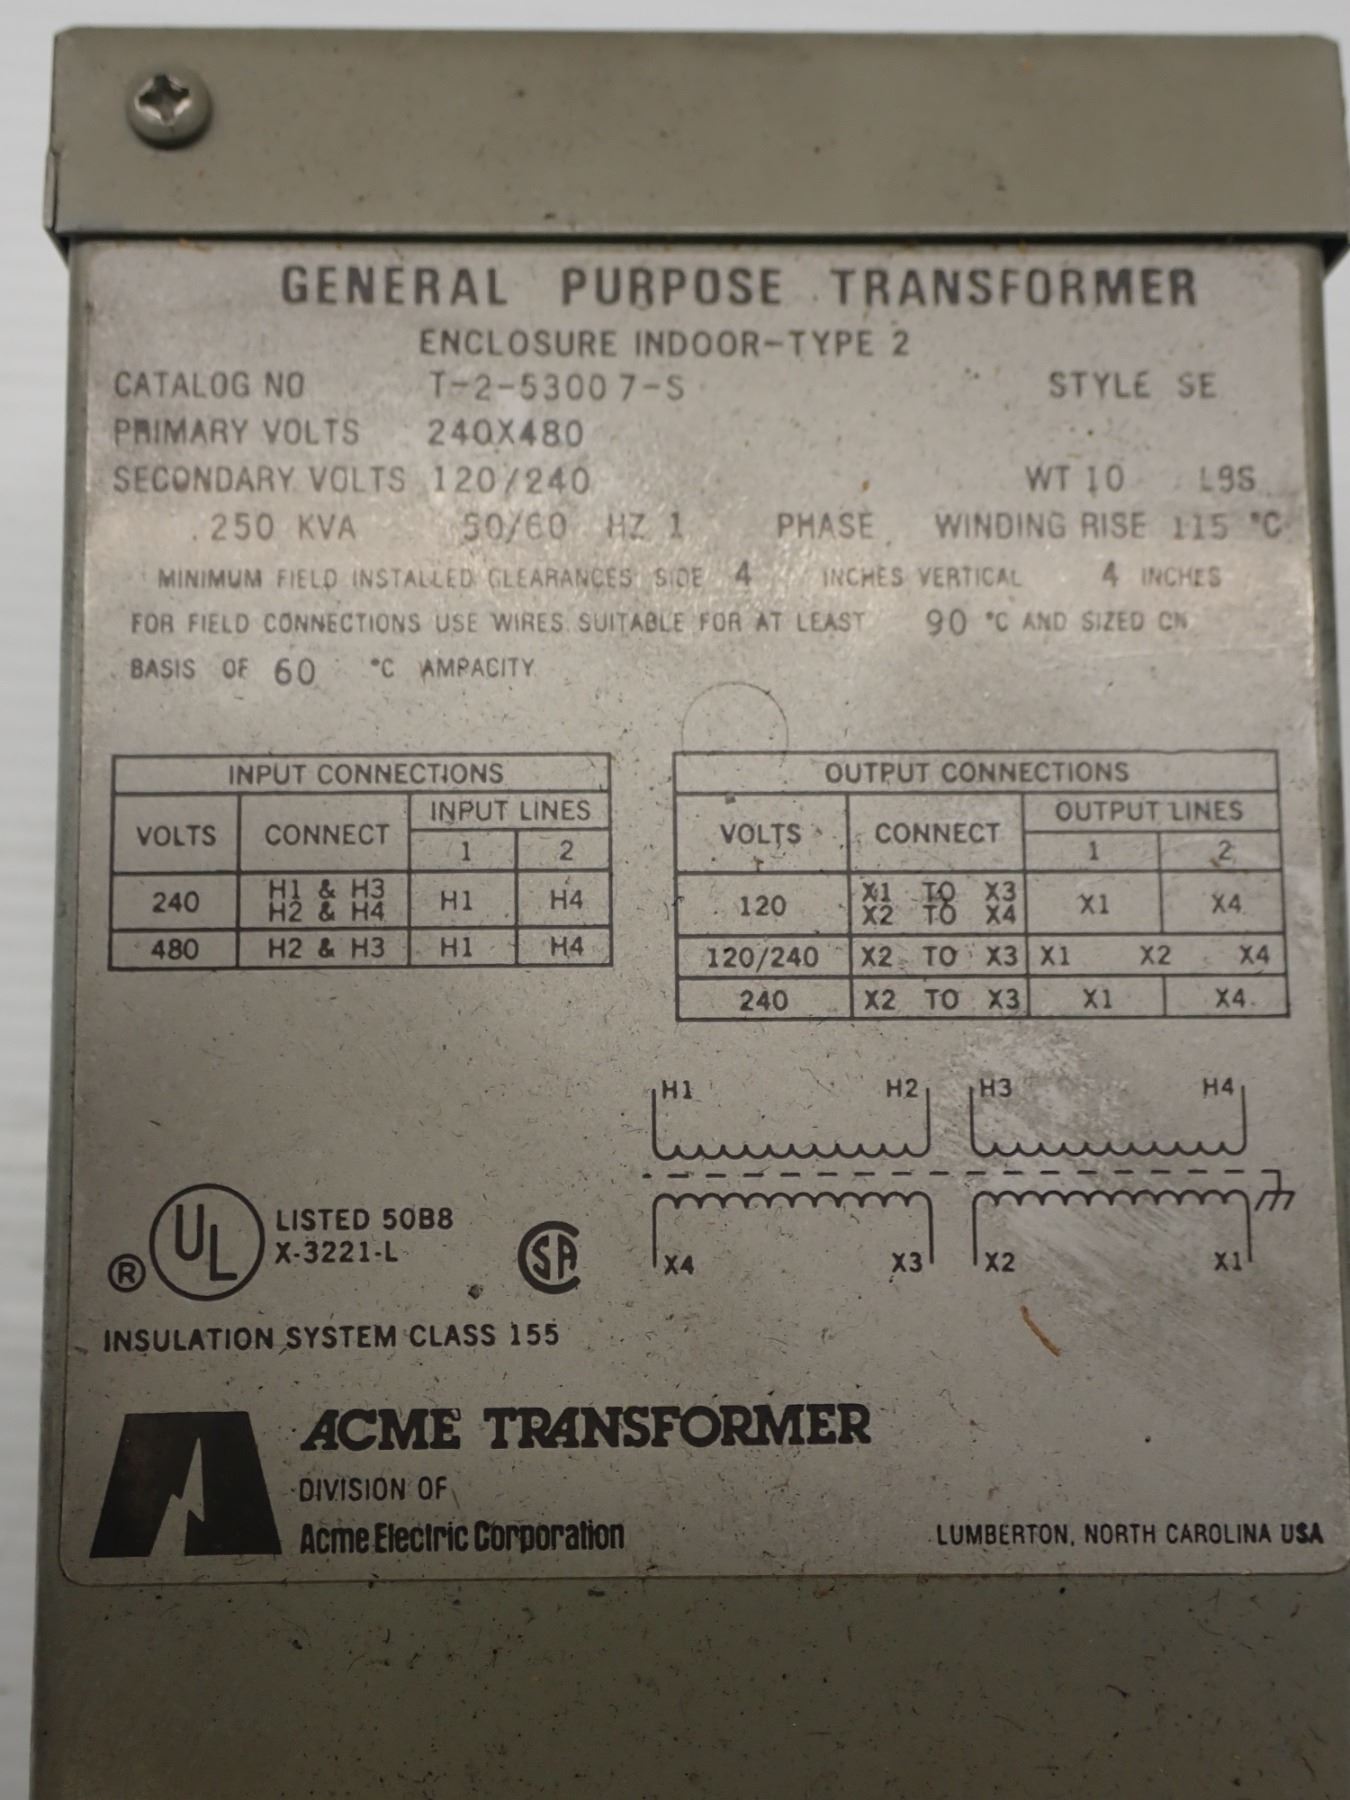 GENERAL PURPOSE TRANSFORMER
ENCLOSURE INDOOR-TYPE 2
CATALOG NO T-2-53007-S STYLE SE
PRIMARY VOLTS 240X480
SECONDARY VOLTS 120/240 WT 10 LBS
.250 KVA 50/60 HZ 1 PHASE WINDING RISE 115 °C
MINIMUM FIELD INSTALLED CLEARANCES SIDE 4 INCHES VERTICAL 4 INCHES
FOR FIELD CONNECTIONS USE WIRES SUITABLE FOR AT LEAST 90 °C AND SIZED ON
BASIS OF 60 °C AMPACITY
INPUT CONNECTIONS
VOLTS CONNECT INPUT LINES
1 2
240 H1 & H3 H1 H4
H2 & H4
480 H2 & H3 H1 H4
OUTPUT CONNECTIONS
VOLTS CONNECT OUTPUT LINES
1 2
120 X1 TO X3 X1 X4
X2 TO X4
120/240 X2 TO X3 X1 X2 X4
240 X2 TO X3 X1 X4
H1 H2 H3 H4
X4 X3 X2 X1
® UL LISTED 50B8
X-3221-L
SA
INSULATION SYSTEM CLASS 155
ACME TRANSFORMER
DIVISION OF
Acme Electric Corporation
LUMBERTON, NORTH CAROLINA USA